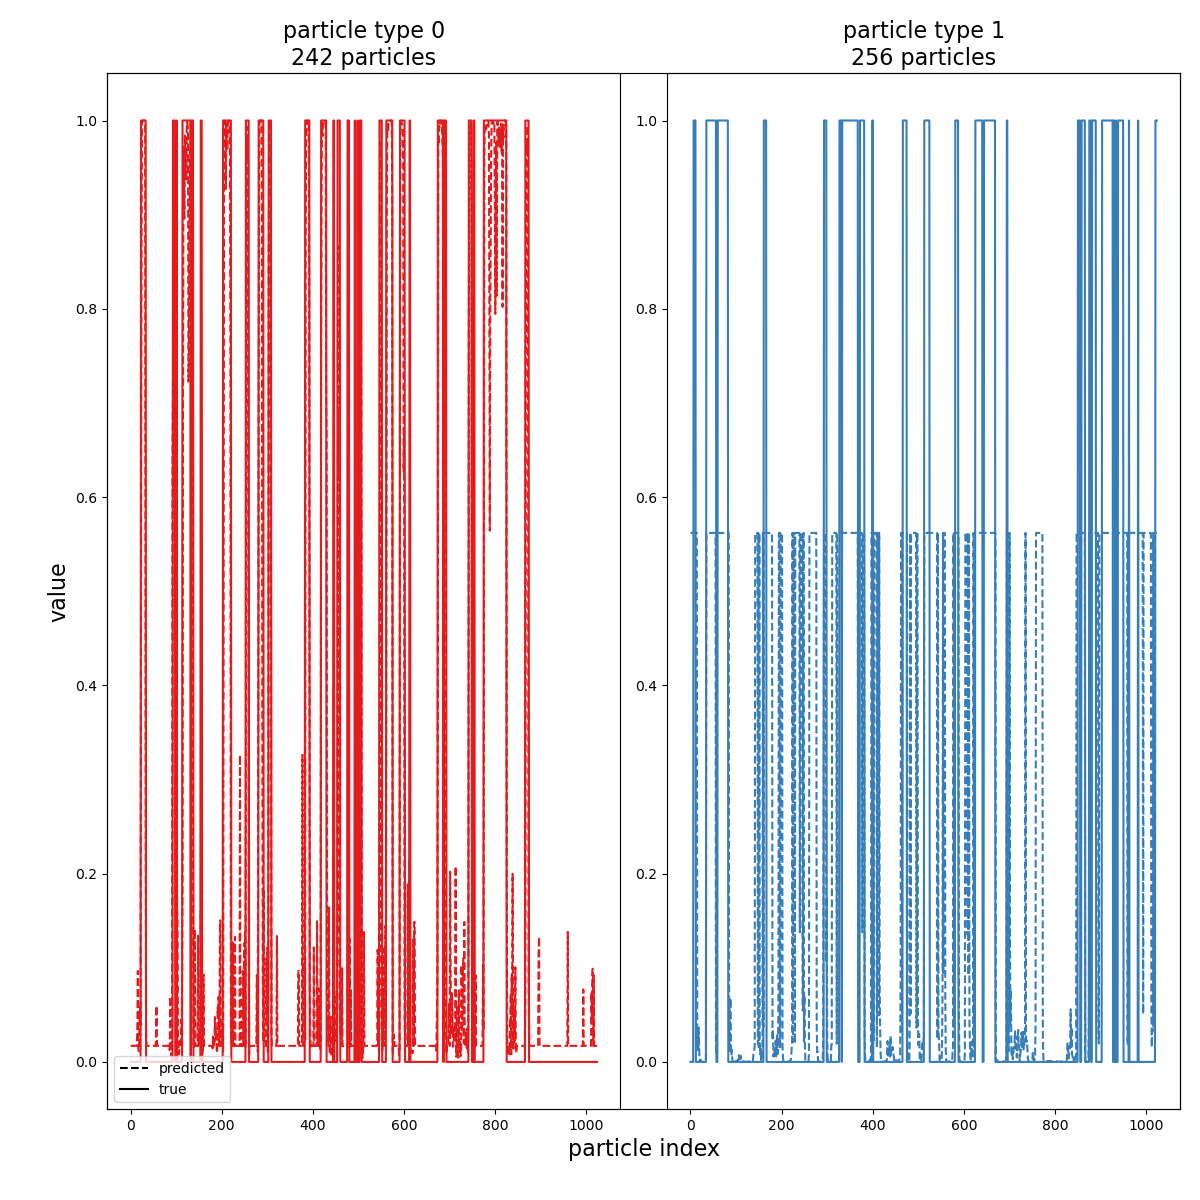 particle type 0
242 particles
particle type 1
256 particles
value
1.0
0.8
0.6
0.4
0.2
0.0
1.0
0.8
0.6
0.4
0.2
0.0
predicted
true
0 200 400 600 800 1000
0 200 400 600 800 1000
particle index